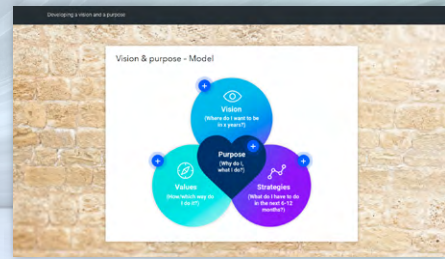 Developing a vision and a purpose
Vision & purpose - Model
Vision
(Where do I want to be
in x years?)
Purpose
(Why do I,
what I do?)
Values
(How/which way do
I do it?)
Strategies
(What do I have to do
in the next 6-12
months?)